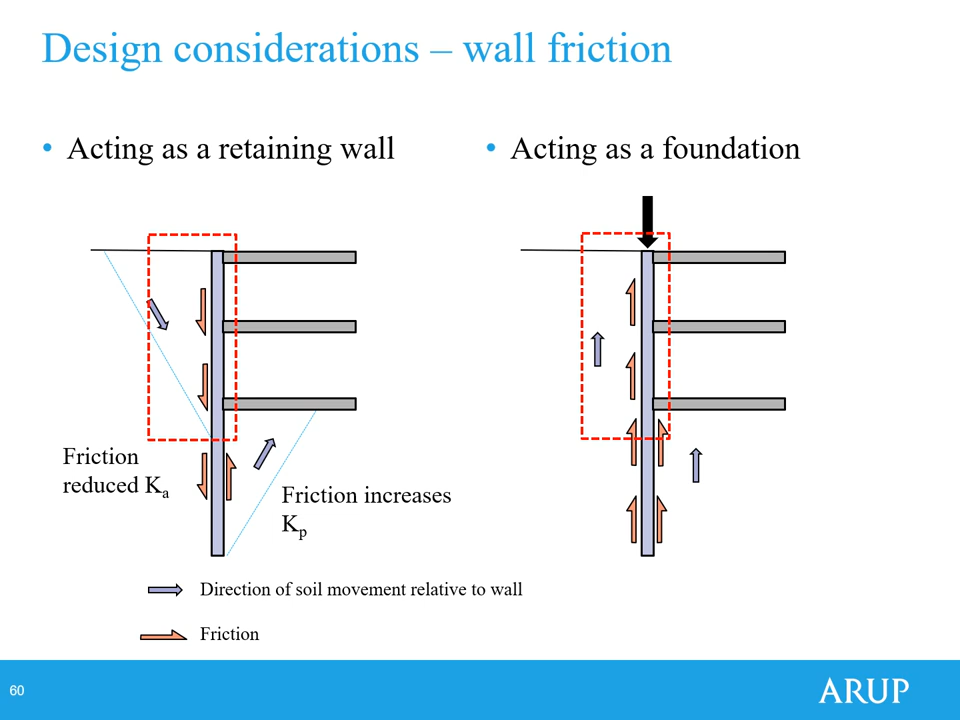 Design considerations – wall friction
• Acting as a retaining wall
• Acting as a foundation
Friction
reduced Ka
Friction increases
Kp
Direction of soil movement relative to wall
Friction
60
ARUP